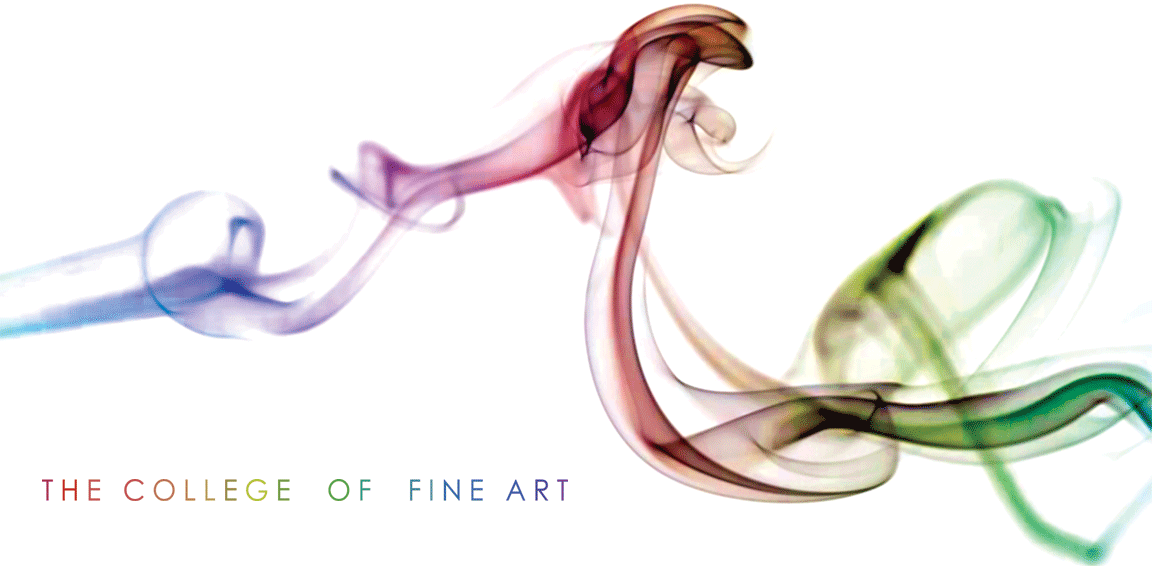 THE COLLEGE OF FINE ART